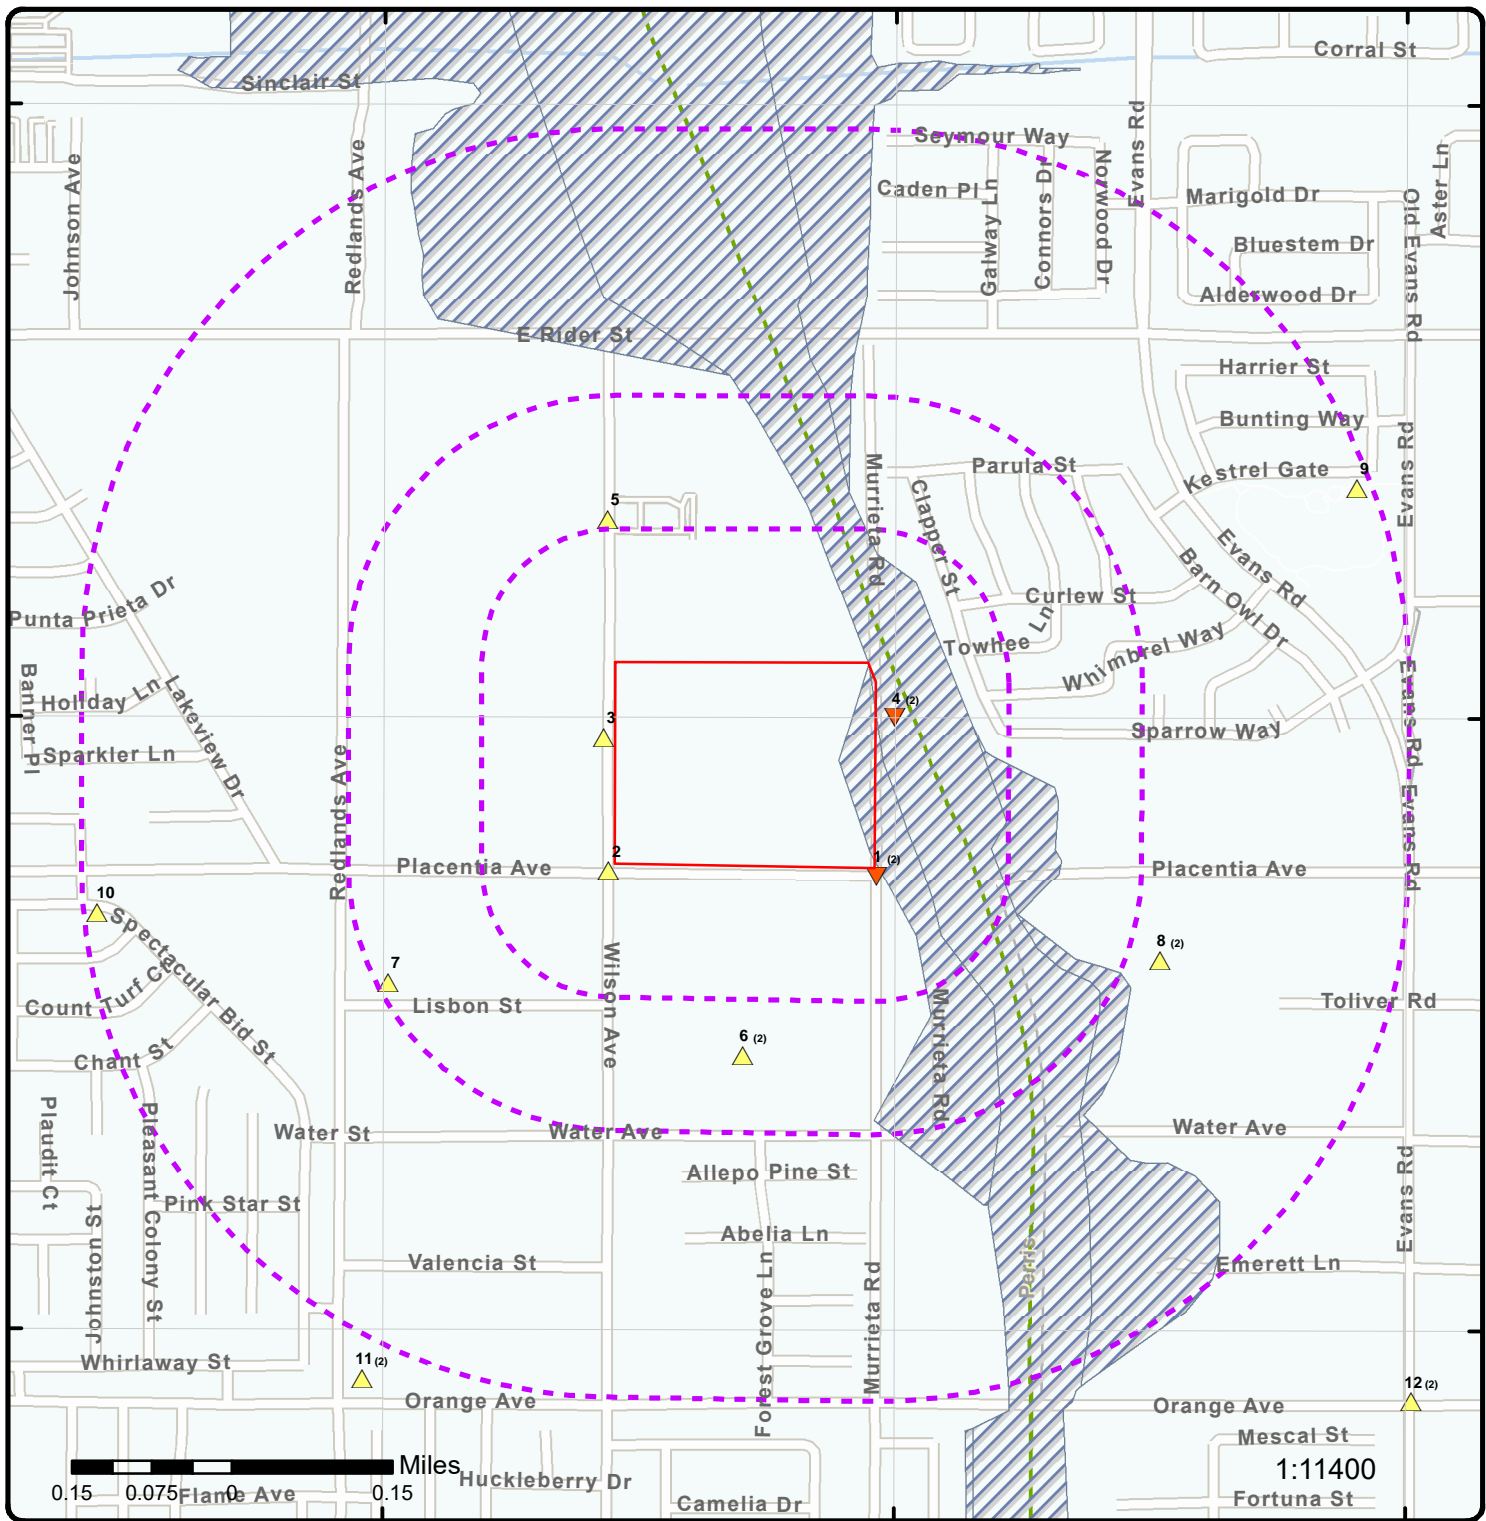 Corral St
Sinclair St
Seymour Way
Evans Rd
Johnson Ave
Redlands Ave
Caden Pl
Galway Ln
Connors Dr
Norwood Dr
Marigold Dr
Aster Ln
Old Evans Rd
Bluestem Dr
Alderwood Dr
E Rider St
Harrier St
Bunting Way
Murrieta Rd
Parula St
Kestrel Gate
9
Evans Rd
Clapper St
5
Evans Rd
Barn Owl Dr
Punta Prieta Dr
Curlew St
Towhee Ln
Whimbrel Way
Banner Pl
Holiday Ln
Lakeview Dr
Evans Rd
4 (2)
3
Sparrow Way
Sparkler Ln
Redlands Ave
Evans Rd
2
1 (2)
Placentia Ave
Placentia Ave
10
Spectacular Bid St
7
Wilson Ave
8 (2)
Count Turf Ct
Lisbon St
Murrieta Rd
Toliver Rd
6 (2)
Chant St
Plaudit Ct
Pleasant Colony St
Water St
Water Ave
Water Ave
Allepo Pine St
Evans Rd
Pink Star St
Johnston St
Abelia Ln
Perris
Valencia St
Forest Grove Ln
Murrieta Rd
Emerett Ln
Whirlaway St
11 (2)
12 (2)
Orange Ave
Orange Ave
Mescal St
Miles
1:11400
Huckleberry Dr
0.15 0.075 0 0.15
Flame Ave
Camelia Dr
Fortuna St